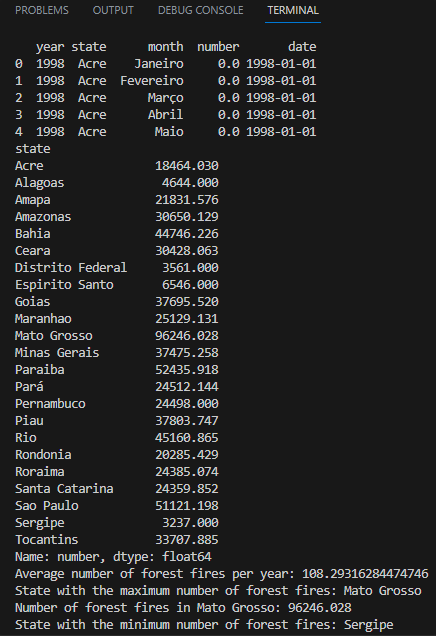 PROBLEMS OUTPUT DEBUG CONSOLE TERMINAL
year state month number date
0 1998 Acre Janeiro 0.0 1998-01-01
1 1998 Acre Fevereiro 0.0 1998-01-01
2 1998 Acre Março 0.0 1998-01-01
3 1998 Acre Abril 0.0 1998-01-01
4 1998 Acre Maio 0.0 1998-01-01
state
Acre 18464.030
Alagoas 4644.000
Amapa 21831.576
Amazonas 30650.129
Bahia 44746.226
Ceara 30428.063
Distrito Federal 3561.000
Espirito Santo 6546.000
Goias 37695.520
Maranhao 25129.131
Mato Grosso 96246.028
Minas Gerais 37475.258
Paraiba 52435.918
Pará 24512.144
Pernambuco 24498.000
Piau 37803.747
Rio 45160.865
Rondonia 20285.429
Roraima 24385.074
Santa Catarina 24359.852
Sao Paulo 51121.198
Sergipe 3237.000
Tocantins 33707.885
Name: number, dtype: float64
Average number of forest fires per year: 108.29316284474746
State with the maximum number of forest fires: Mato Grosso
Number of forest fires in Mato Grosso: 96246.028
State with the minimum number of forest fires: Sergipe